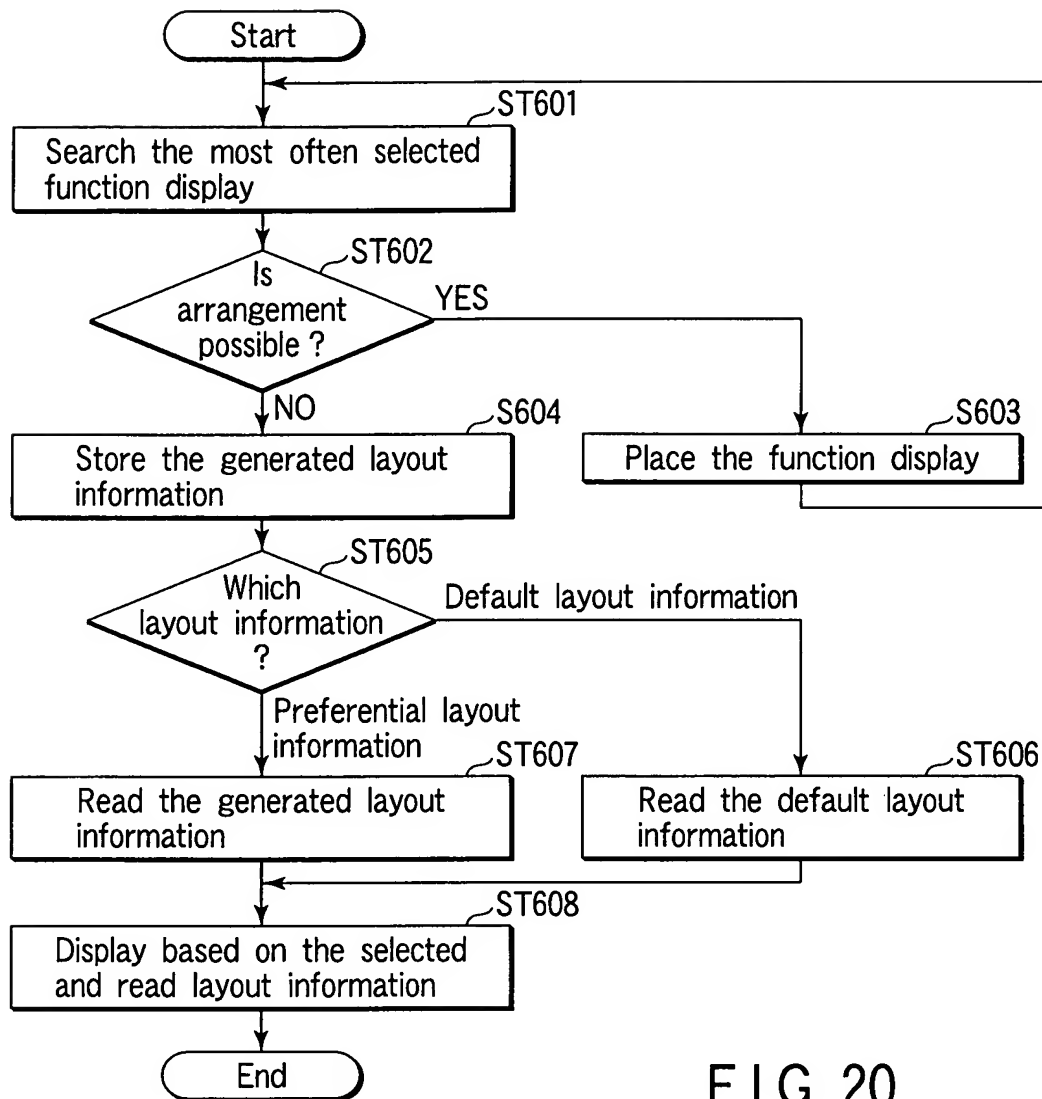 Start
ST601
Search the most often selected
function display
ST602
Is
arrangement
possible ?
YES
NO
S604
Store the generated layout
information
S603
Place the function display
ST605
Which
layout information
?
Default layout information
Preferential layout
information
ST607
Read the generated layout
information
ST606
Read the default layout
information
ST608
Display based on the selected
and read layout information
End
FIG. 20